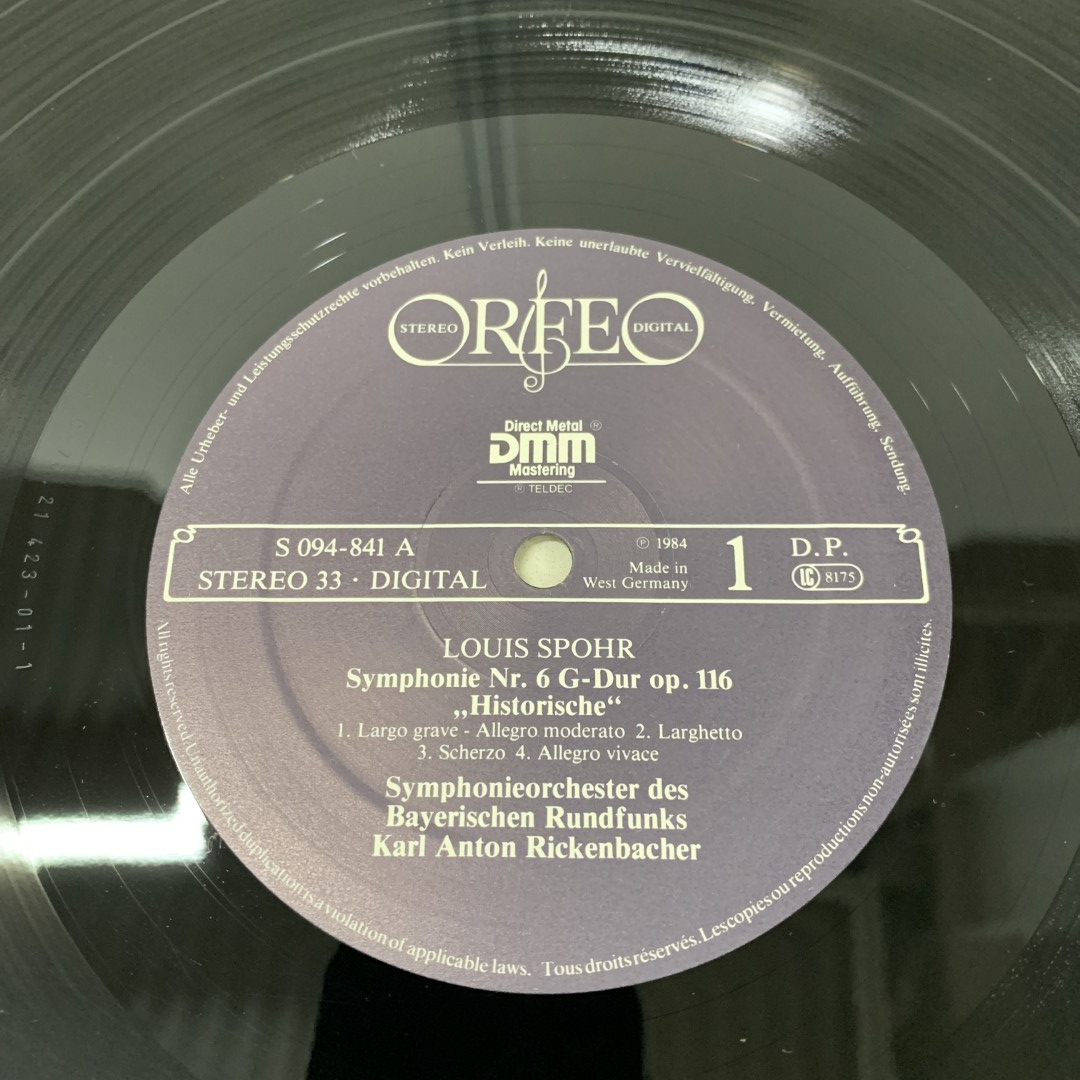 Alle Urheber- und Leistungsschutzrechte vorbehalten. Kein Verleih. Keine unerlaubte Vervielfältigung, Vermietung, Aufführung, Sendung.
STEREO ORFEO DIGITAL
Direct Metal ®
DMM
Mastering
® TELDEC
S 094-841 A
STEREO 33 · DIGITAL
℗ 1984
Made in
West Germany
1
D.P.
LC 8175
LOUIS SPOHR
Symphonie Nr. 6 G-Dur op. 116
„Historische“
1. Largo grave - Allegro moderato 2. Larghetto
3. Scherzo 4. Allegro vivace
Symphonieorchester des
Bayerischen Rundfunks
Karl Anton Rickenbacher
All rights reserved. Unauthorized duplication is a violation of applicable laws. Tous droits réservés. Les copies ou reproductions non-autorisées sont illicites.
21423-01-1